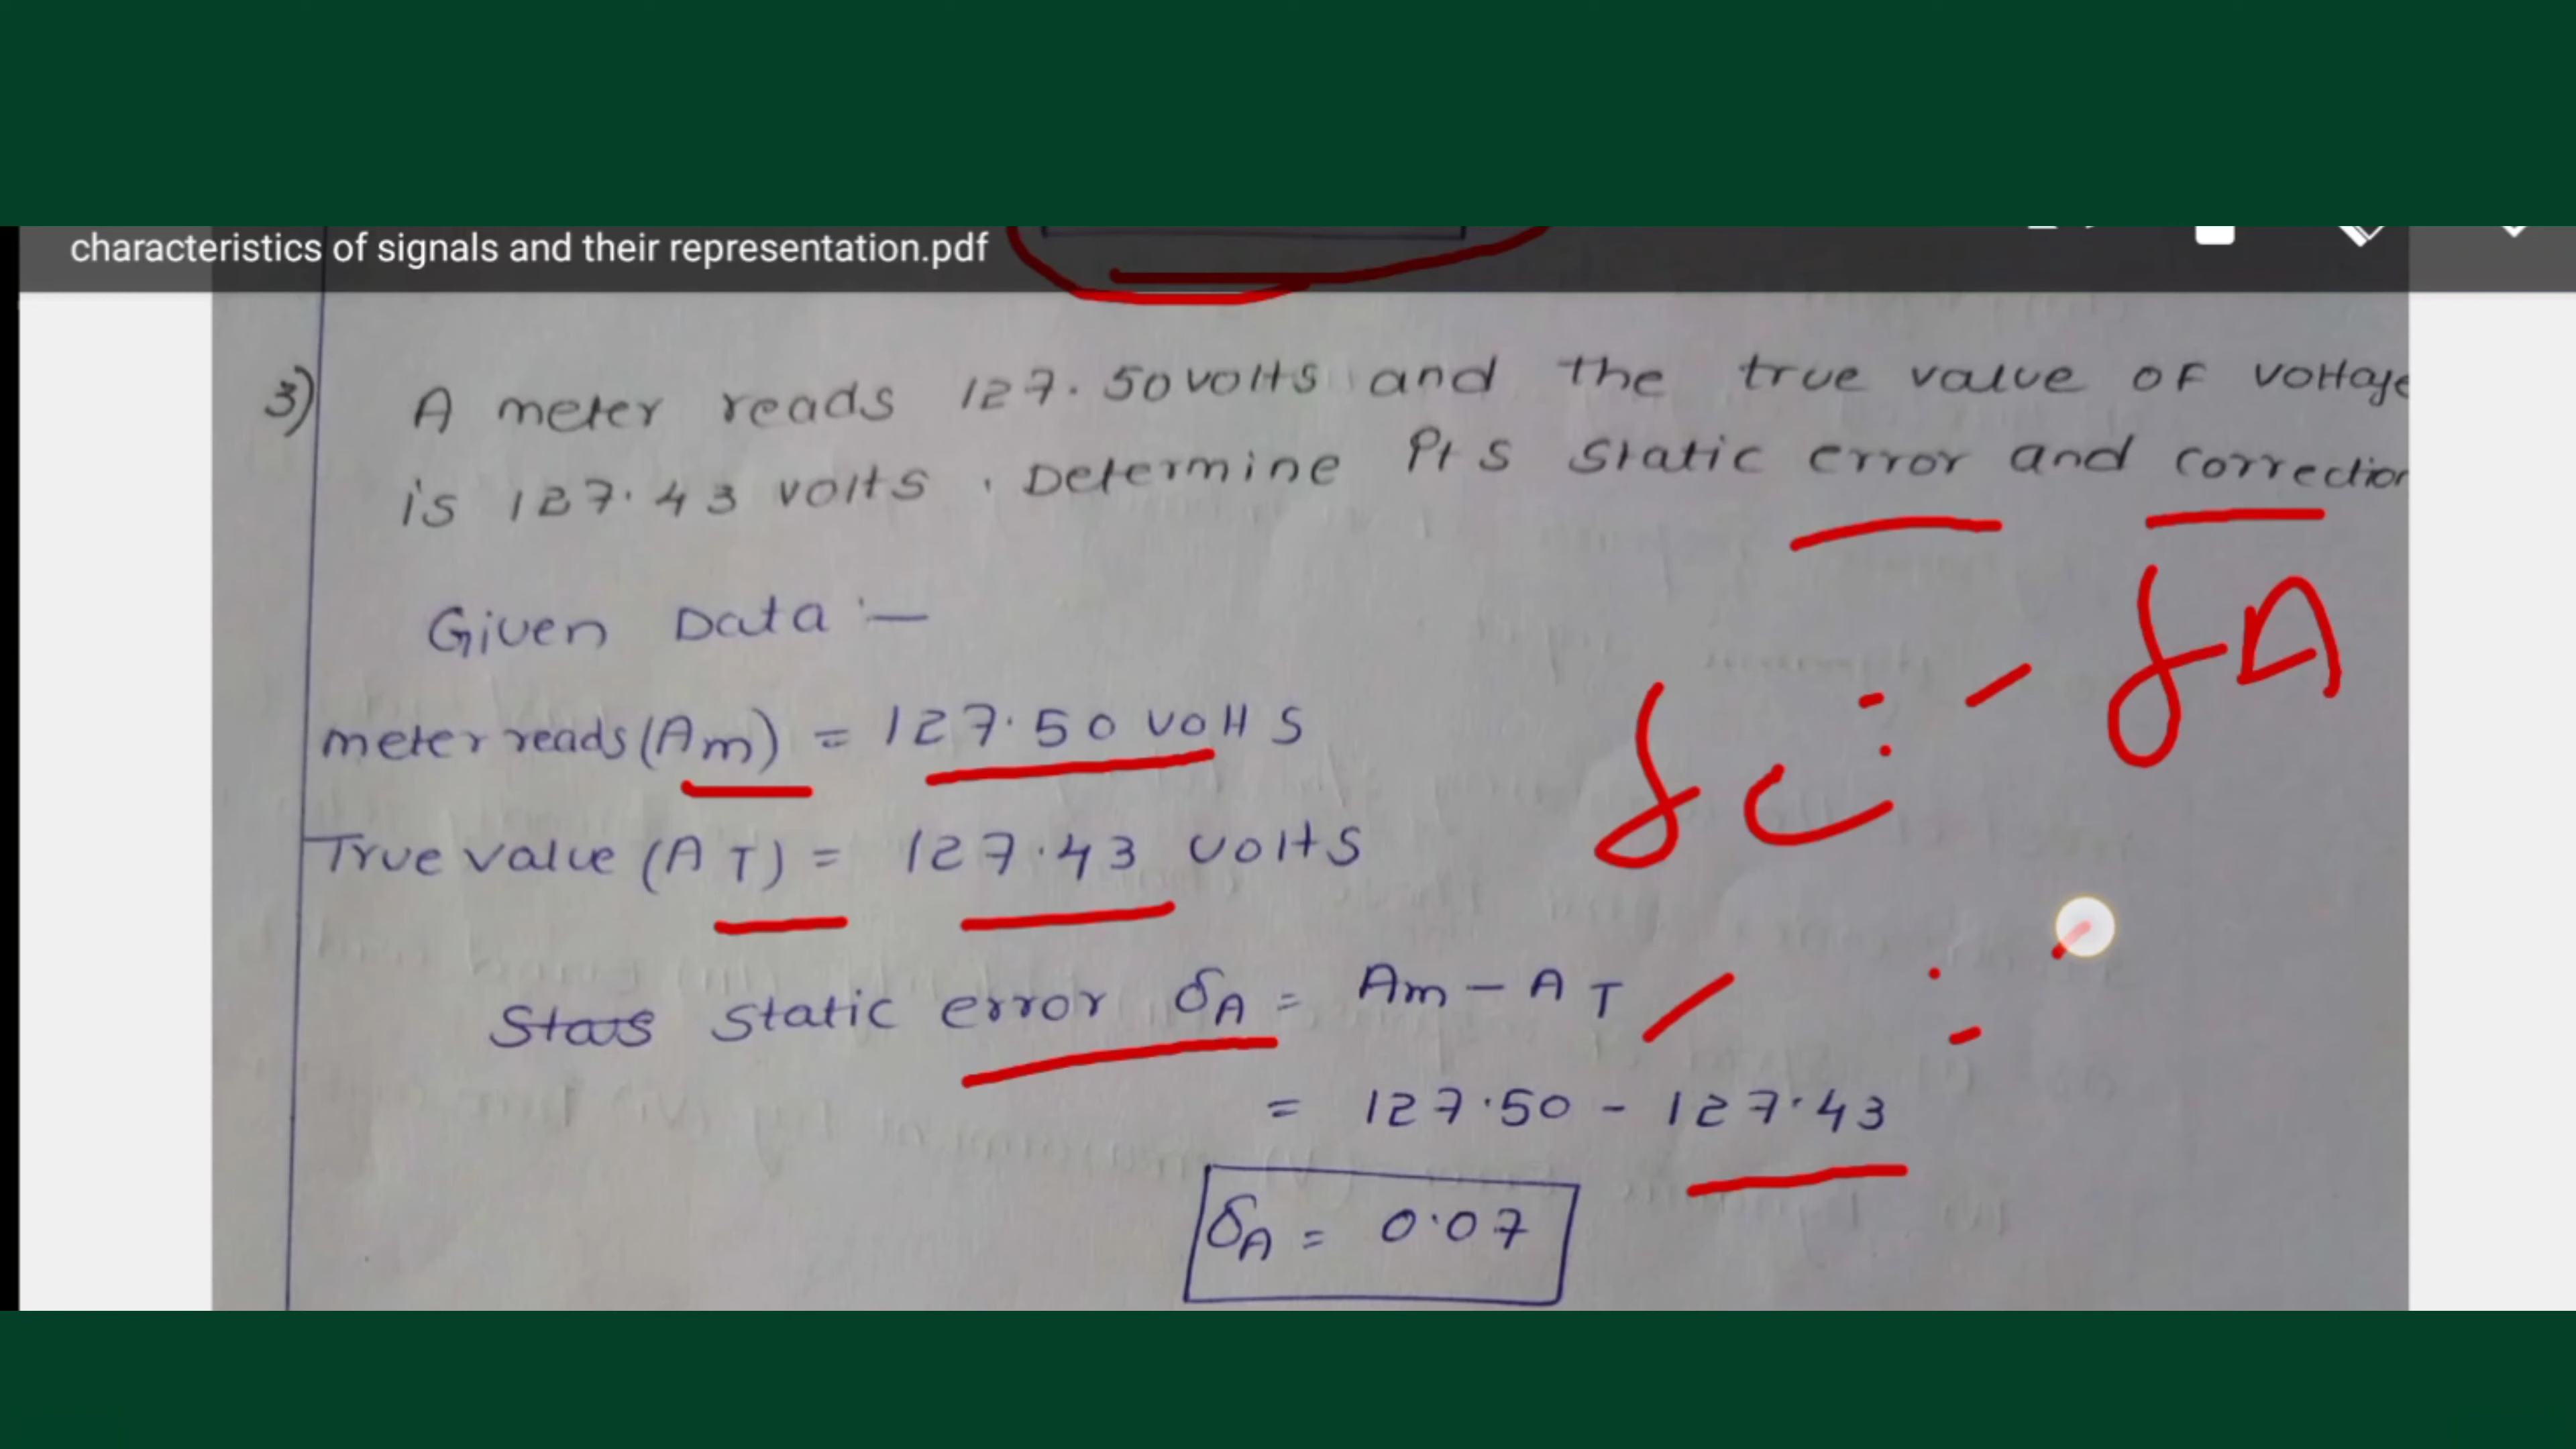 characteristics of signals and their representation.pdf
3) A meter reads 127.50 volts and the true value of voltage
is 127.43 volts. Determine its static error and correction
Given Data :-
meter reads (Am) = 127.50 volts
δc = - δA
True value (AT) = 127.43 volts
Stats static error δA = Am - AT
= 127.50 - 127.43
δA = 0.07